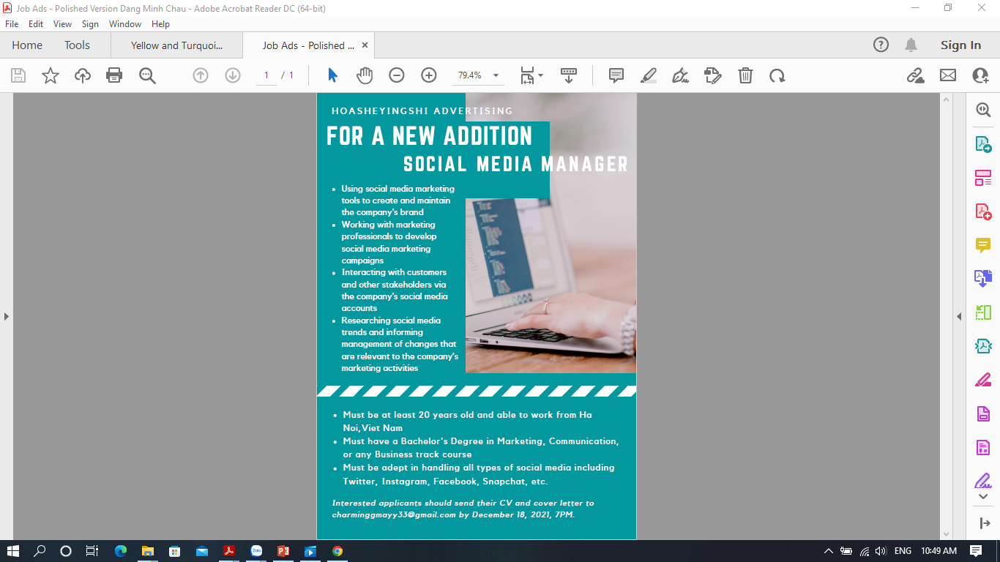 Job Ads - Polished Version Dang Minh Chau - Adobe Acrobat Reader DC (64-bit)
File Edit View Sign Window Help
Home Tools Yellow and Turquoi... Job Ads - Polished ... × Sign In
1 / 1 79.4%
HOASHEYINGSHI ADVERTISING
FOR A NEW ADDITION
SOCIAL MEDIA MANAGER
• Using social media marketing
tools to create and maintain
the company's brand
• Working with marketing
professionals to develop
social media marketing
campaigns
• Interacting with customers
and other stakeholders via
the company's social media
accounts
• Researching social media
trends and informing
management of changes that
are relevant to the company's
marketing activities
• Must be at least 20 years old and able to work from Ha
Noi,Viet Nam
• Must have a Bachelor's Degree in Marketing, Communication,
or any Business track course
• Must be adept in handling all types of social media including
Twitter, Instagram, Facebook, Snapchat, etc.
Interested applicants should send their CV and cover letter to
charminggmayy33@gmail.com by December 18, 2021, 7PM.
Zalo
ENG 10:49 AM